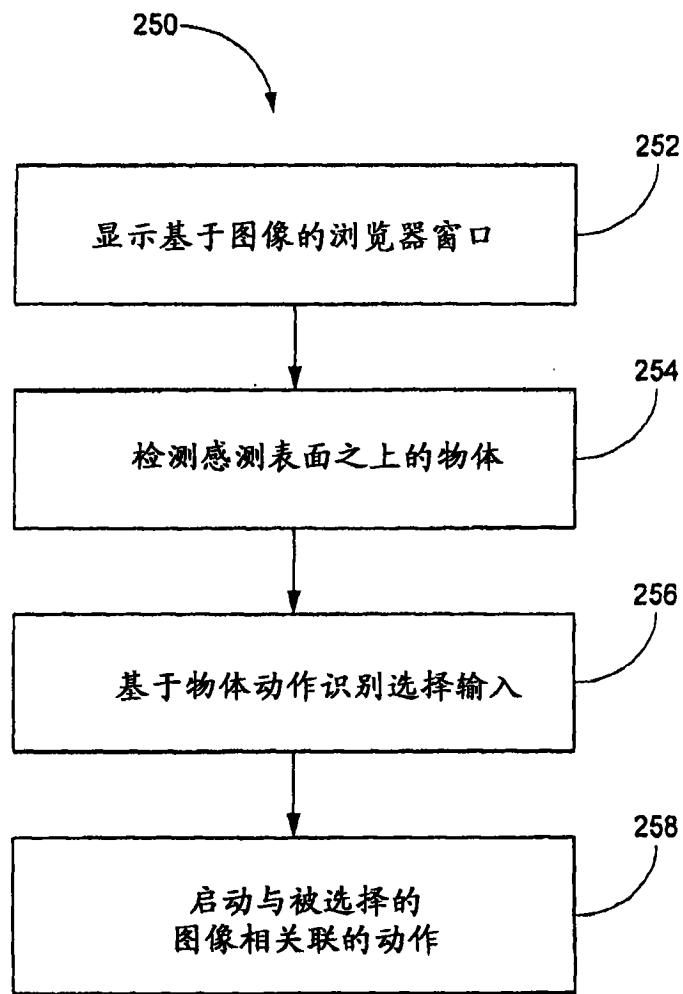 250
252
显示基于图像的浏览器窗口
254
检测感测表面之上的物体
256
基于物体动作识别选择输入
258
启动与被选择的
图像相关联的动作